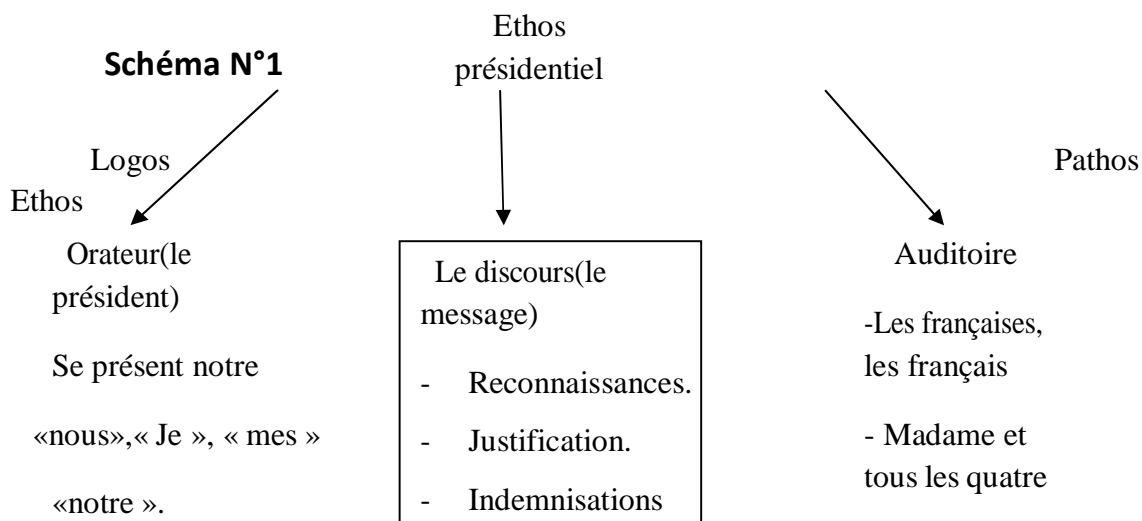 Ethos
présidentiel
Schéma N°1
Logos
Pathos
Ethos
Orateur(le
président)
Se présent notre
«nous»,« Je », « mes »
«notre ».
Le discours(le
message)
- Reconnaissances.
- Justification.
- Indemnisations
Auditoire
-Les françaises,
les français
- Madame et
tous les quatre